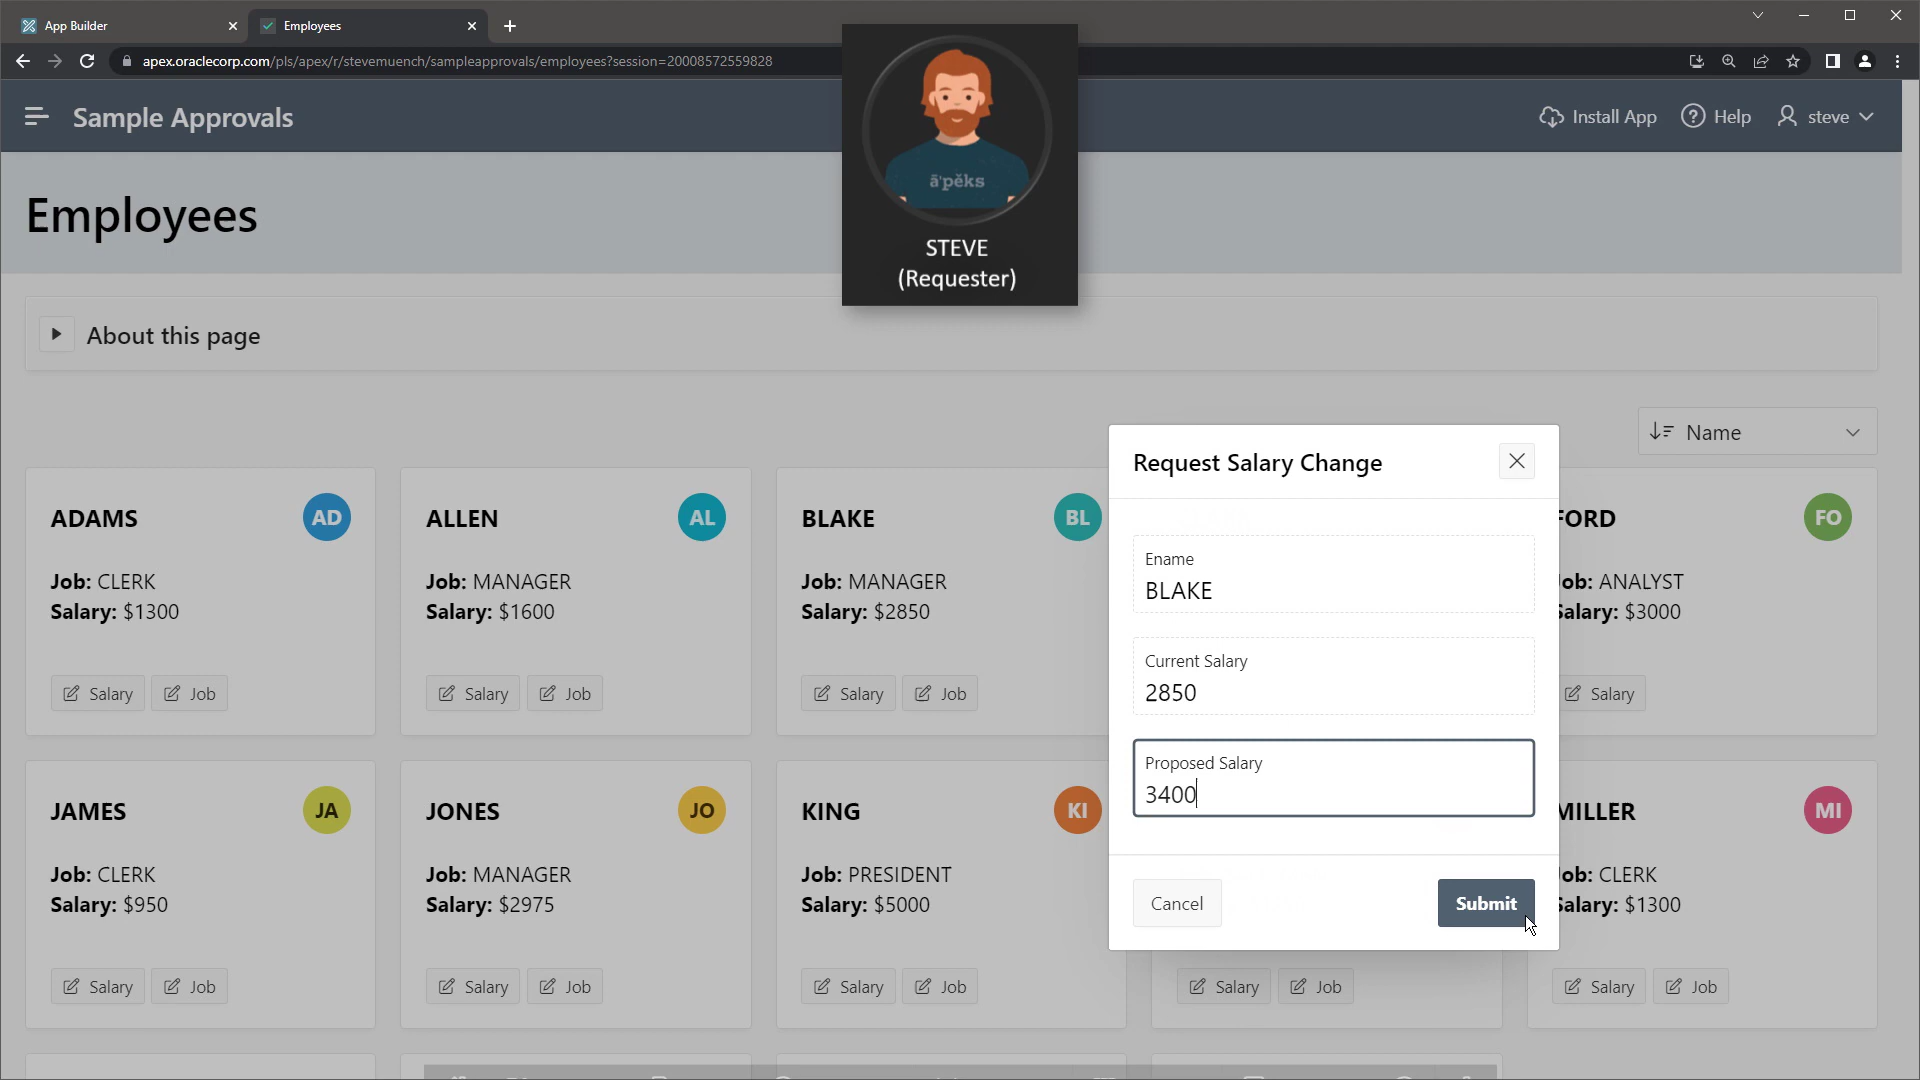 App Builder
Employees
apex.oraclecorp.com/pls/apex/r/stevemuench/sampleapprovals/employees?session=20008572559828
Sample Approvals
Install App
Help
steve
āˈpĕks
STEVE
(Requester)
Employees
About this page
Name
ADAMS
AD
Job: CLERK
Salary: $1300
Salary
Job
ALLEN
AL
Job: MANAGER
Salary: $1600
Salary
Job
BLAKE
BL
Job: MANAGER
Salary: $2850
Salary
Job
Request Salary Change
Ename
BLAKE
Current Salary
2850
Proposed Salary
3400
Cancel
Submit
FORD
FO
Job: ANALYST
Salary: $3000
Salary
JAMES
JA
Job: CLERK
Salary: $950
Salary
Job
JONES
JO
Job: MANAGER
Salary: $2975
Salary
Job
KING
KI
Job: PRESIDENT
Salary: $5000
Salary
Job
Salary
Job
MILLER
MI
Job: CLERK
Salary: $1300
Salary
Job